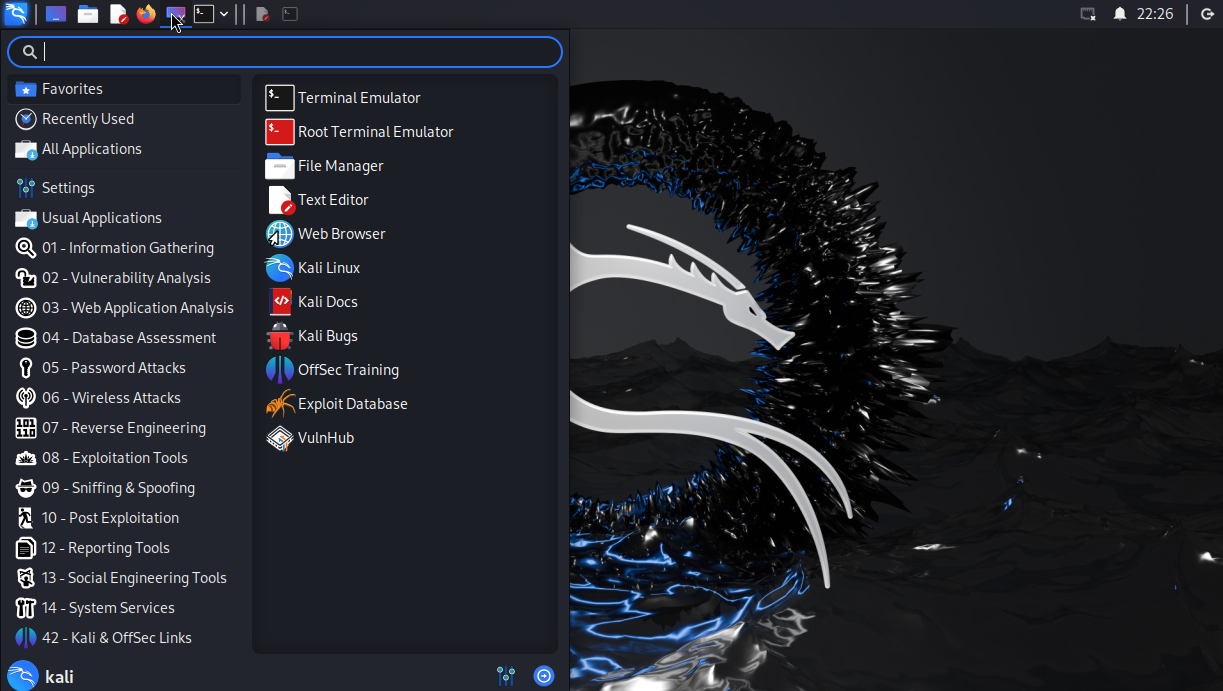 22:26
Favorites
Recently Used
All Applications
Settings
Usual Applications
01 - Information Gathering
02 - Vulnerability Analysis
03 - Web Application Analysis
04 - Database Assessment
05 - Password Attacks
06 - Wireless Attacks
07 - Reverse Engineering
08 - Exploitation Tools
09 - Sniffing & Spoofing
10 - Post Exploitation
12 - Reporting Tools
13 - Social Engineering Tools
14 - System Services
42 - Kali & OffSec Links
Terminal Emulator
Root Terminal Emulator
File Manager
Text Editor
Web Browser
Kali Linux
Kali Docs
Kali Bugs
OffSec Training
Exploit Database
VulnHub
kali